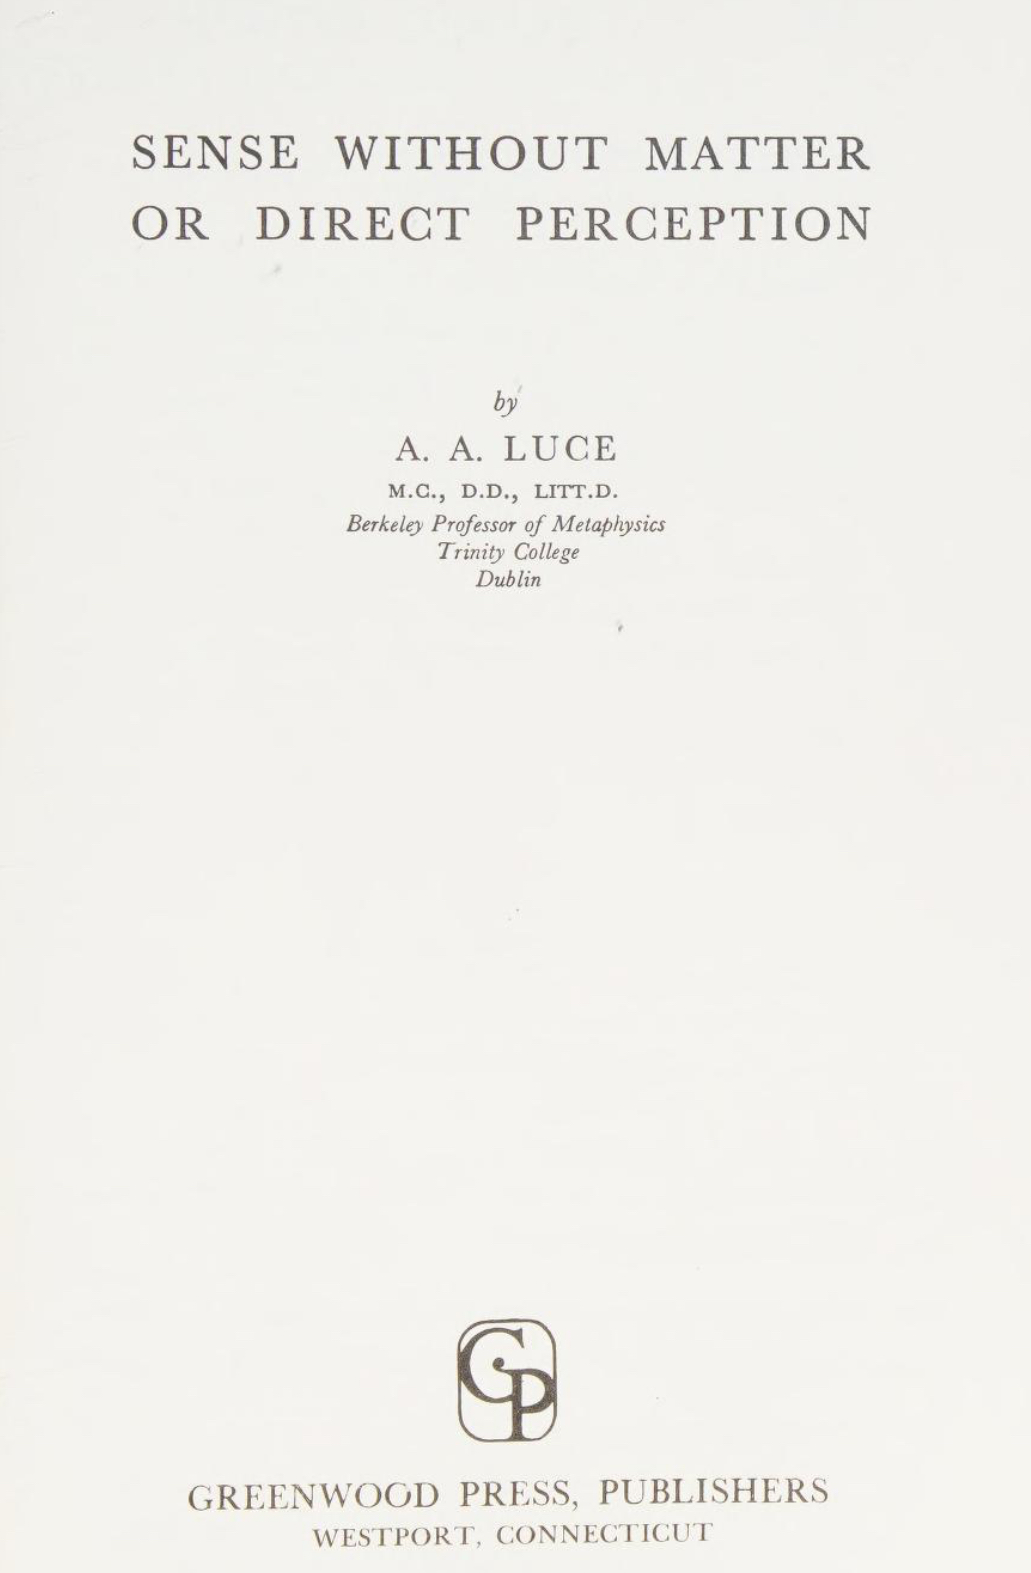 SENSE WITHOUT MATTER
OR DIRECT PERCEPTION
by
A. A. LUCE
M.C., D.D., LITT.D.
Berkeley Professor of Metaphysics
Trinity College
Dublin
GP
GREENWOOD PRESS, PUBLISHERS
WESTPORT, CONNECTICUT